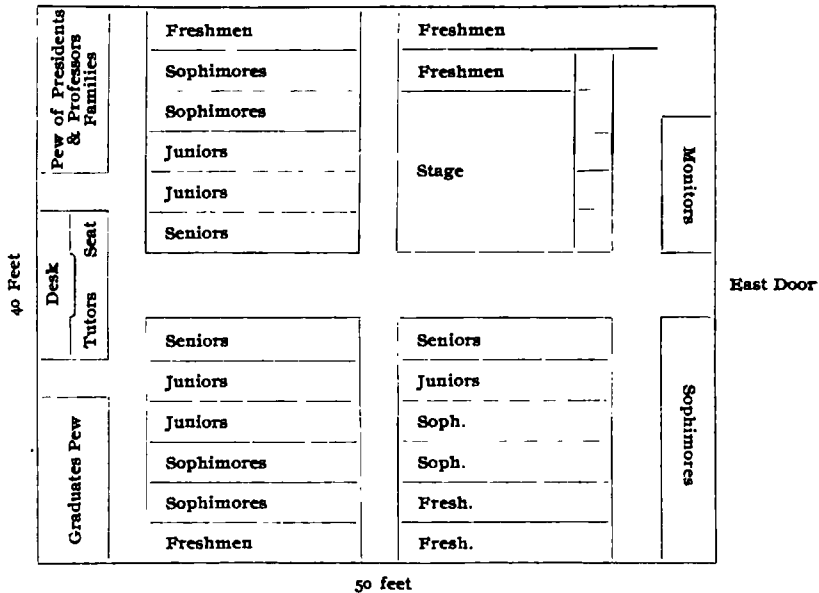 Pew of Presidents
& Professors
Families
Freshmen
Sophimores
Sophimores
Juniors
Juniors
Seniors
Freshmen
Freshmen
Stage
Monitors
40 Feet
Desk
Tutors Seat
East Door
Graduates Pew
Seniors
Juniors
Juniors
Sophimores
Sophimores
Freshmen
Seniors
Juniors
Soph.
Soph.
Fresh.
Fresh.
Sophimores
50 feet